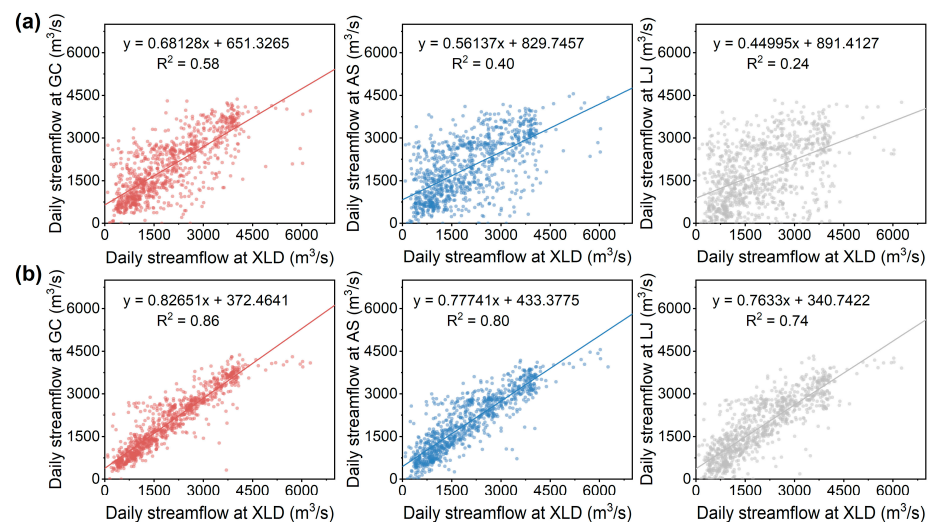 (a)
y = 0.68128x + 651.3265
R² = 0.58
Daily streamflow at GC (m³/s)
6000
4500
3000
1500
0
0 1500 3000 4500 6000
Daily streamflow at XLD (m³/s)
y = 0.56137x + 829.7457
R² = 0.40
Daily streamflow at AS (m³/s)
6000
4500
3000
1500
0
0 1500 3000 4500 6000
Daily streamflow at XLD (m³/s)
y = 0.44995x + 891.4127
R² = 0.24
Daily streamflow at LJ (m³/s)
6000
4500
3000
1500
0
0 1500 3000 4500 6000
Daily streamflow at XLD (m³/s)
(b)
y = 0.82651x + 372.4641
R² = 0.86
Daily streamflow at GC (m³/s)
6000
4500
3000
1500
0
0 1500 3000 4500 6000
Daily streamflow at XLD (m³/s)
y = 0.77741x + 433.3775
R² = 0.80
Daily streamflow at AS (m³/s)
6000
4500
3000
1500
0
0 1500 3000 4500 6000
Daily streamflow at XLD (m³/s)
y = 0.7633x + 340.7422
R² = 0.74
Daily streamflow at LJ (m³/s)
6000
4500
3000
1500
0
0 1500 3000 4500 6000
Daily streamflow at XLD (m³/s)